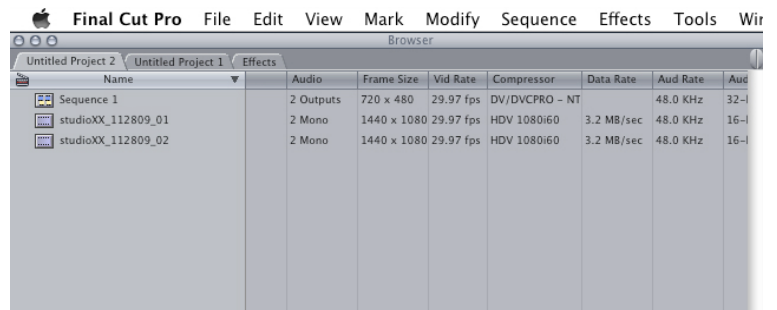 Final Cut Pro File Edit View Mark Modify Sequence Effects Tools
Browser
Untitled Project 2 Untitled Project 1 Effects
Name Audio Frame Size Vid Rate Compressor Data Rate Aud Rate Aud
Sequence 1 2 Outputs 720 x 480 29.97 fps DV/DVCPRO – NT 48.0 KHz 32-
studioXX_112809_01 2 Mono 1440 x 1080 29.97 fps HDV 1080i60 3.2 MB/sec 48.0 KHz 16-
studioXX_112809_02 2 Mono 1440 x 1080 29.97 fps HDV 1080i60 3.2 MB/sec 48.0 KHz 16-